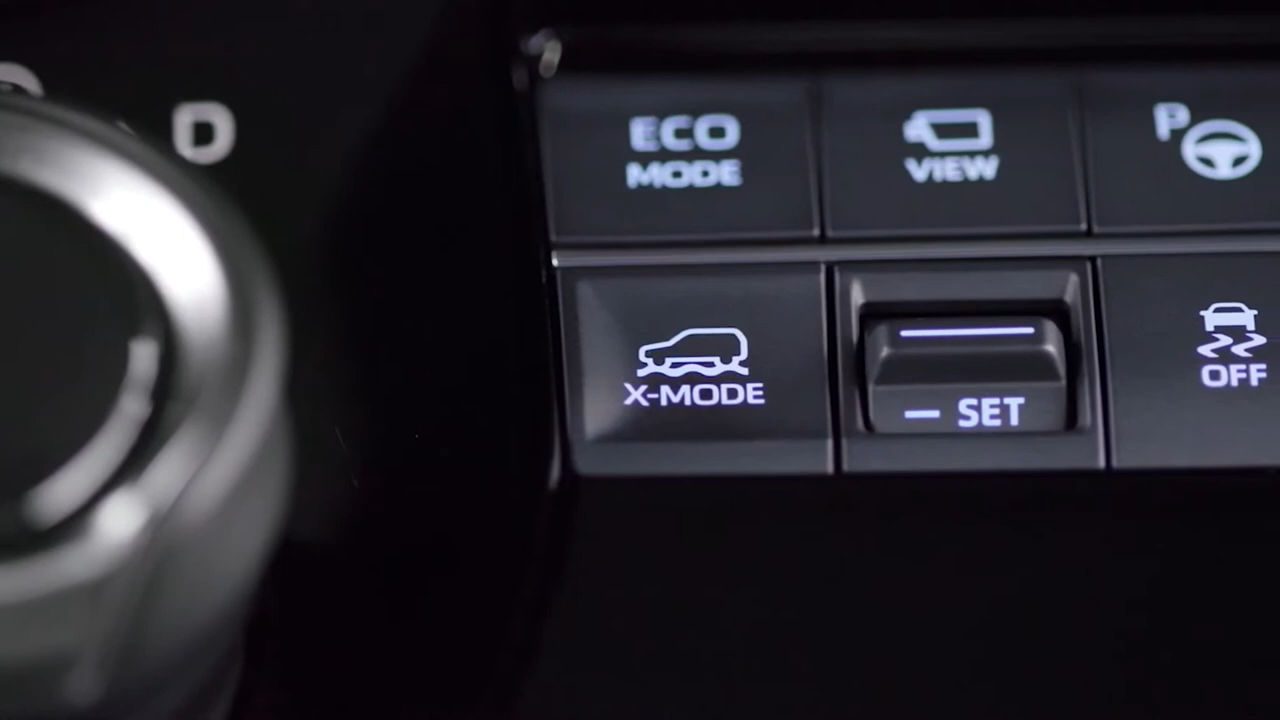 D
ECO
MODE
VIEW
P
X-MODE
– SET
OFF